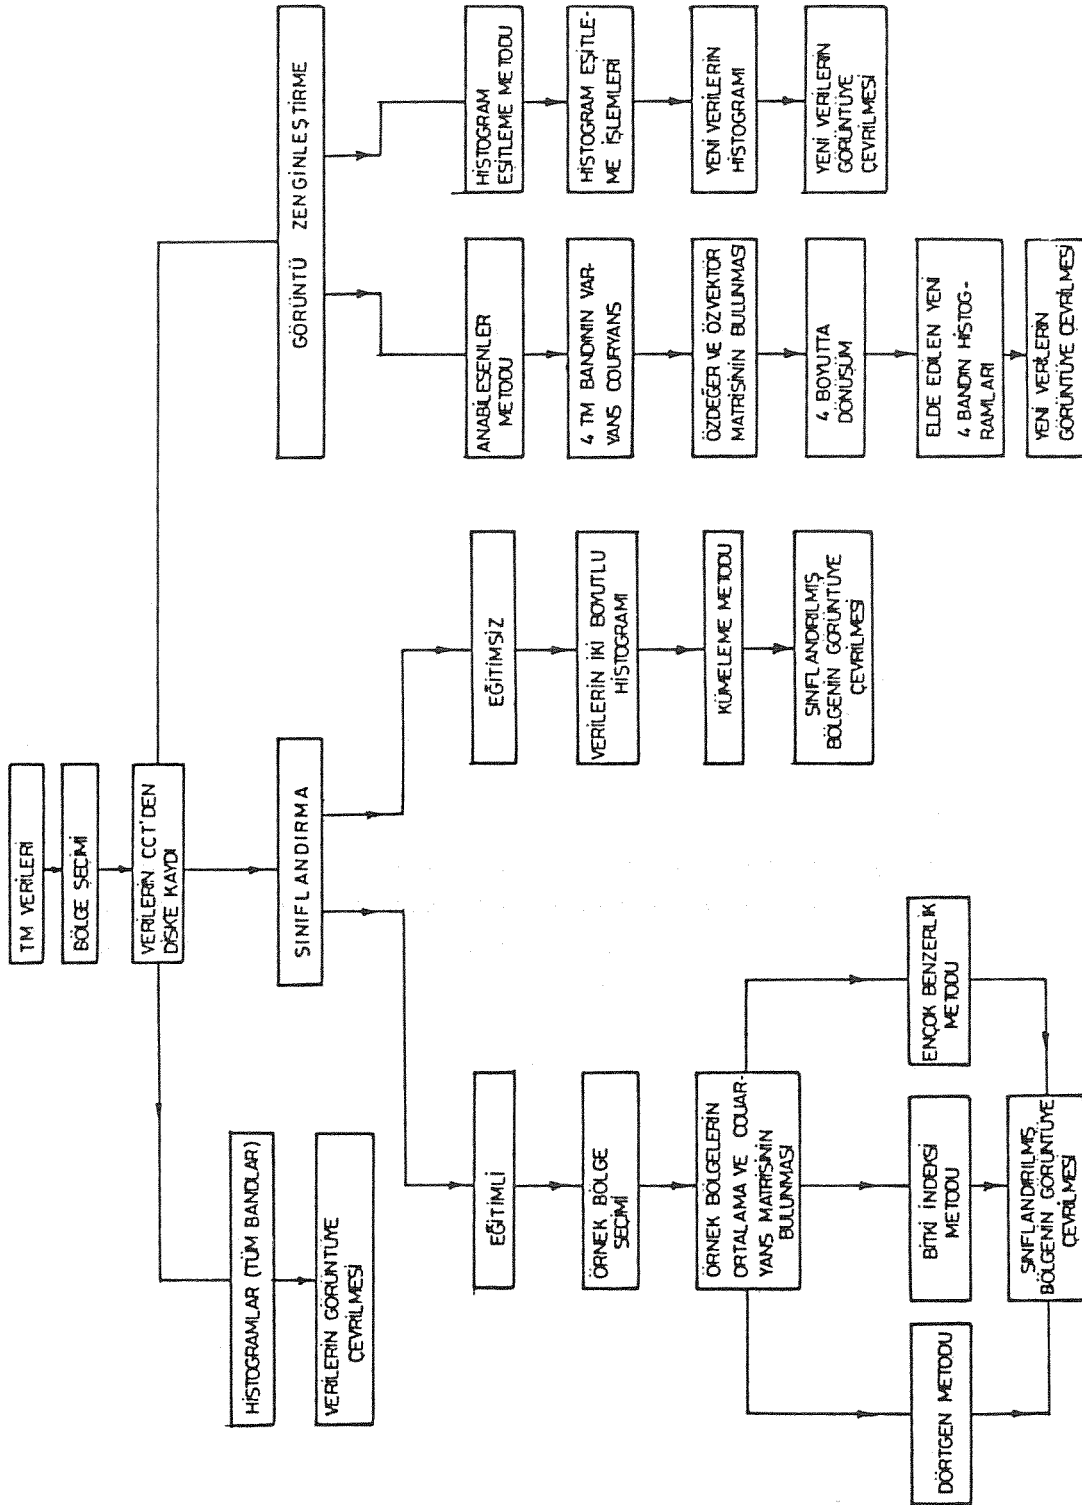 TM VERİLERİ
BÖLGE SEÇİMİ
VERİLERİN CCT'DEN
DİSKE KAYDI
HİSTOGRAMLAR (TÜM BANDLAR)
VERİLERİN GÖRÜNTÜYE
ÇEVRİLMESİ
SINIFLANDIRMA
EĞİTİMLİ
ÖRNEK BÖLGE
SEÇİMİ
ÖRNEK BÖLGELERİN
ORTALAMA VE COUAR-
YANS MATRİSİNİN
BULUNMASI
DÖRTGEN METODU
BİTKİ İNDEKSİ
METODU
ENÇOK BENZERLİK
METODU
SINIFLANDIRILMIŞ
BÖLGENİN GÖRÜNTÜYE
ÇEVRİLMESİ
EĞİTİMSİZ
VERİLERİN İKİ BOYUTLU
HİSTOGRAMI
KÜMELEME METODU
SINIFLANDIRILMIŞ
BÖLGENİN GÖRÜNTÜYE
ÇEVRİLMESİ
GÖRÜNTÜ ZENGİNLEŞTİRME
ANABİLEŞENLER
METODU
4 TM BANDININ VAR-
YANS COURYANS
ÖZDEĞER VE ÖZVEKTÖR
MATRİSİNİN BULUNMASI
4 BOYUTTA
DÖNÜŞÜM
ELDE EDİLEN YENİ
4 BANDIN HİSTOG-
RAMLARI
YENİ VERİLERİN
GÖRÜNTÜYE ÇEVRİLMESİ
HİSTOGRAM
EŞİTLEME METODU
HİSTOGRAM EŞİTLE-
ME İŞLEMLERİ
YENİ VERİLERİN
HİSTOGRAMI
YENİ VERİLERİN
GÖRÜNTÜYE
ÇEVRİLMESİ